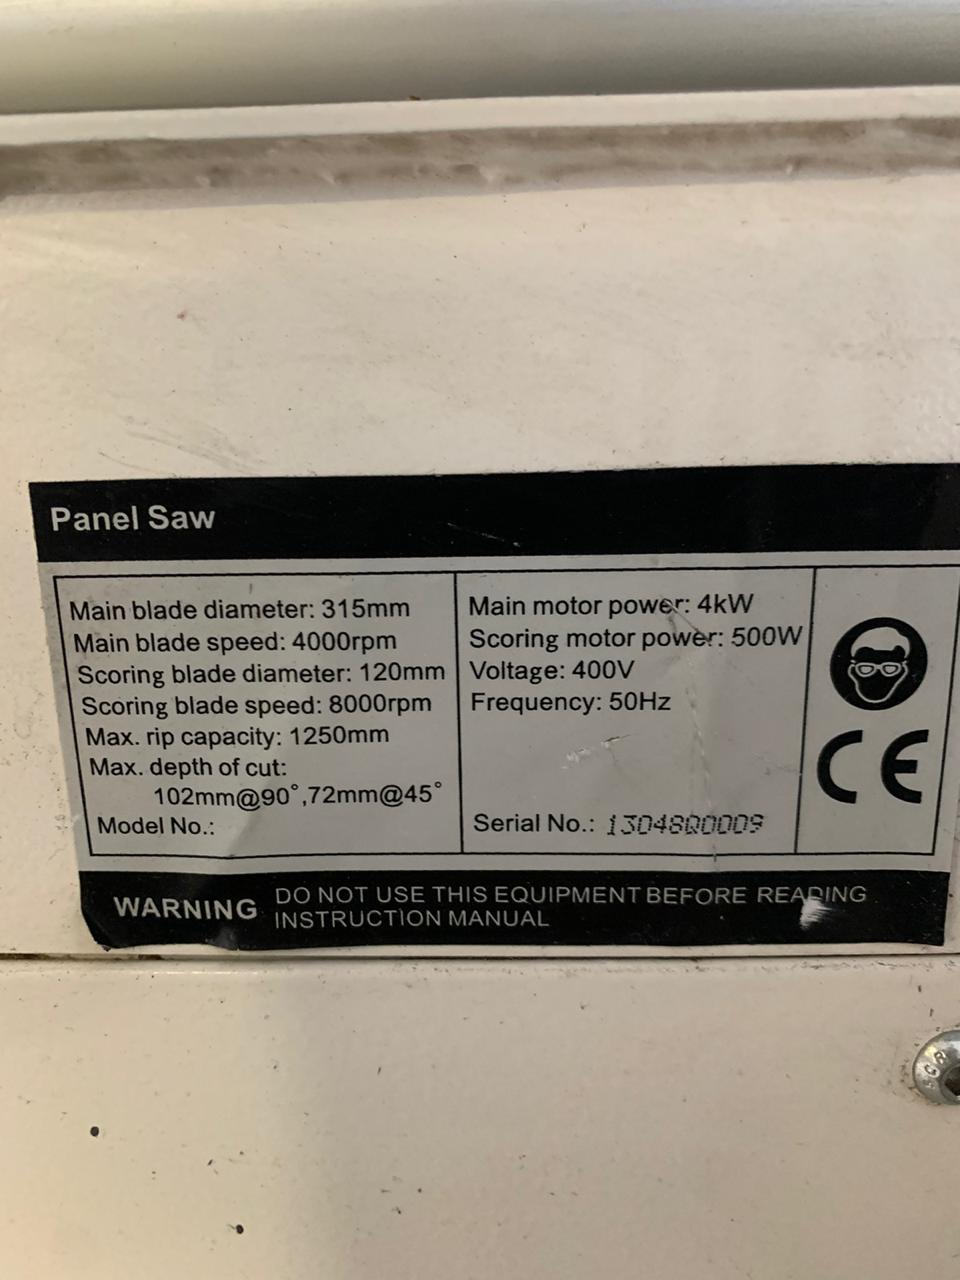 Panel Saw
Main blade diameter: 315mm
Main blade speed: 4000rpm
Scoring blade diameter: 120mm
Scoring blade speed: 8000rpm
Max. rip capacity: 1250mm
Max. depth of cut:
102mm@90°,72mm@45°
Model No.:
Main motor power: 4kW
Scoring motor power: 500W
Voltage: 400V
Frequency: 50Hz
Serial No.: 13048Q0009
CE
WARNING
DO NOT USE THIS EQUIPMENT BEFORE READING
INSTRUCTION MANUAL